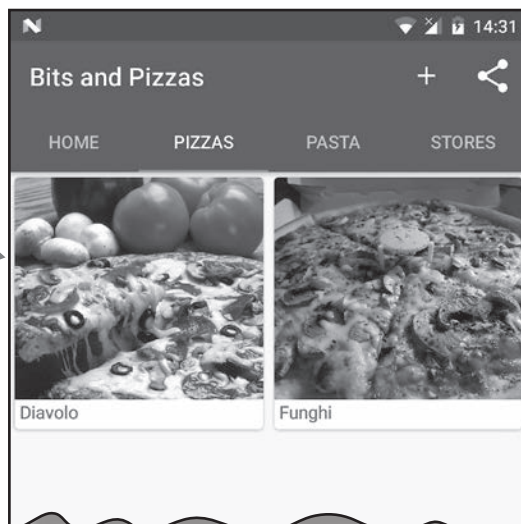 14:31
Bits and Pizzas
HOME PIZZAS PASTA STORES
Diavolo Funghi